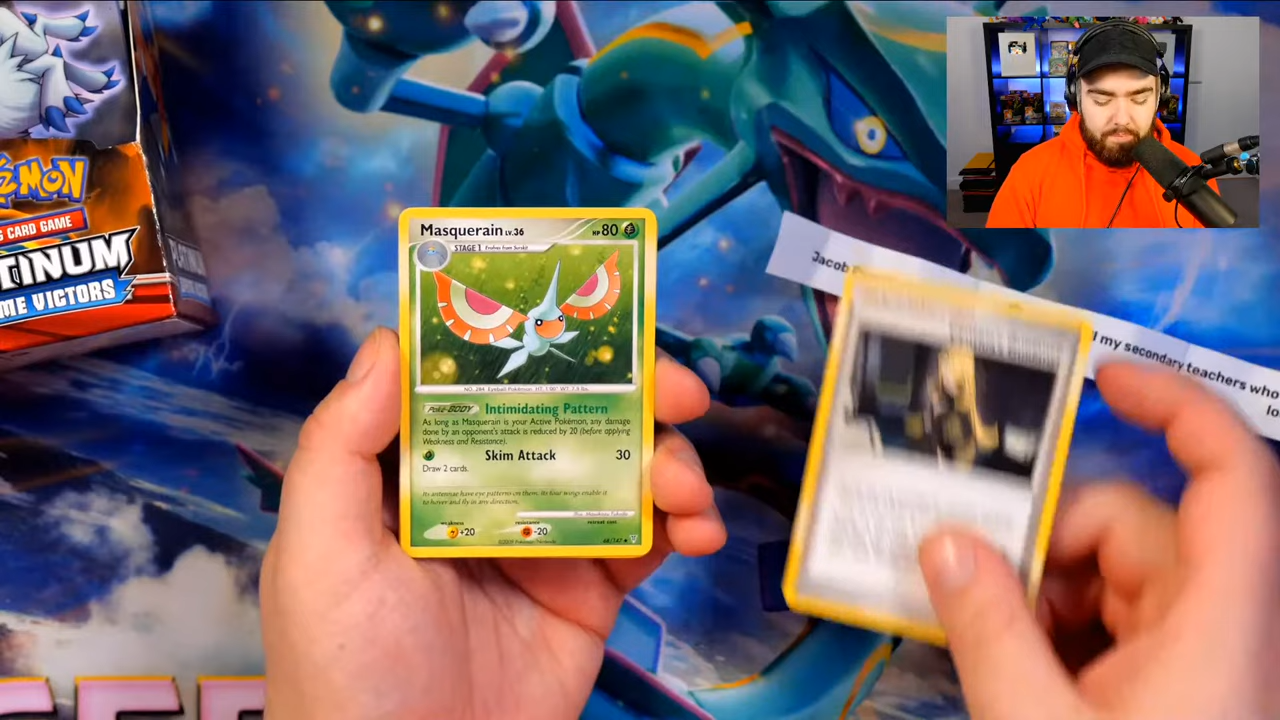 POKéMON
CARD GAME
TINUM
ME VICTORS
Masquerain LV.36 HP 80
STAGE 1 Evolves from Surskit
NO. 284 Eyeball Pokémon HT. 2'07" WT. 7.9 lbs.
Poké-BODY Intimidating Pattern
As long as Masquerain is your Active Pokémon, any damage
done by an opponent's attack is reduced by 20 (before applying
Weakness and Resistance).
Skim Attack 30
Draw 2 cards.
Its antennae have eye patterns on them. Its four wings enable it
to hover and fly in any direction.
weakness resistance retreat cost
+20 -20
©2009 Pokémon/Nintendo
Jacob
l my secondary teachers who
lo